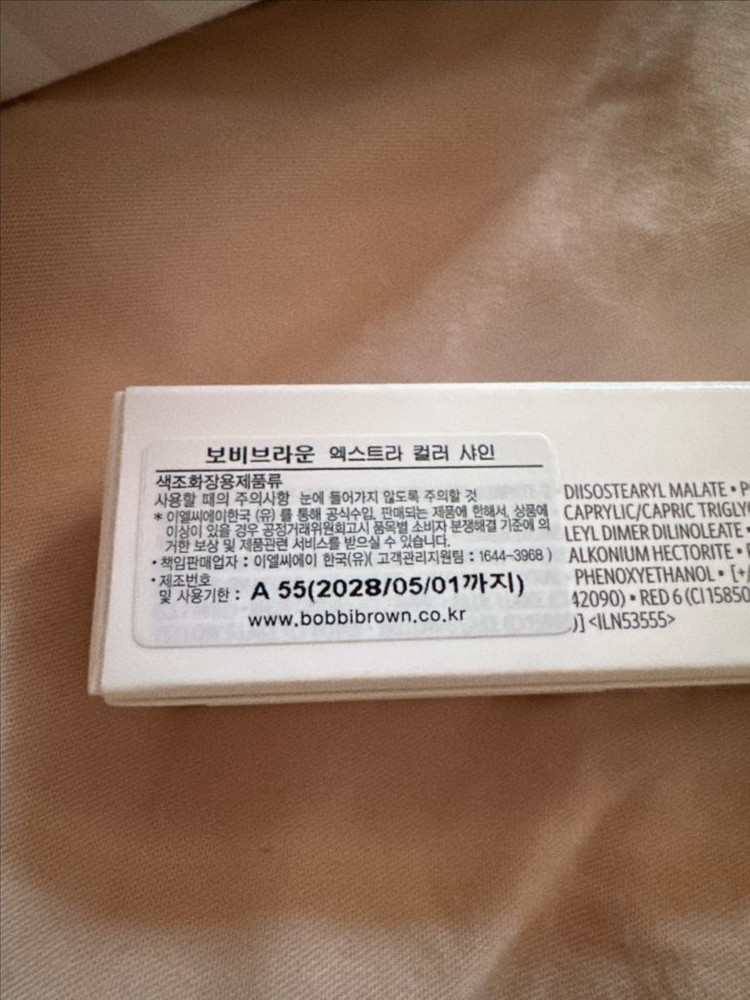 보비브라운 엑스트라 컬러 샤인
색조화장용제품류
사용할 때의 주의사항 눈에 들어가지 않도록 주의할 것
* 이엘씨에이한국 (유) 를 통해 공식수입, 판매되는 제품에 한해서, 상품에
이상이 있을 경우 공정거래위원회고시 품목별 소비자 분쟁해결 기준에 의
거한 보상 및 제품관련 서비스를 받으실 수 있습니다.
• 책임판매업자 : 이엘씨에이 한국(유)( 고객관리지원팀 : 1644-3968 )
• 제조번호
및 사용기한 : A 55(2028/05/01까지)
www.bobbibrown.co.kr
DIISOSTEARYL MALATE • P
CAPRYLIC/CAPRIC TRIGLY
LEYL DIMER DILINOLEATE •
ALKONIUM HECTORITE •
PHENOXYETHANOL • [+/
42090) • RED 6 (CI 15850
)] <ILN53555>